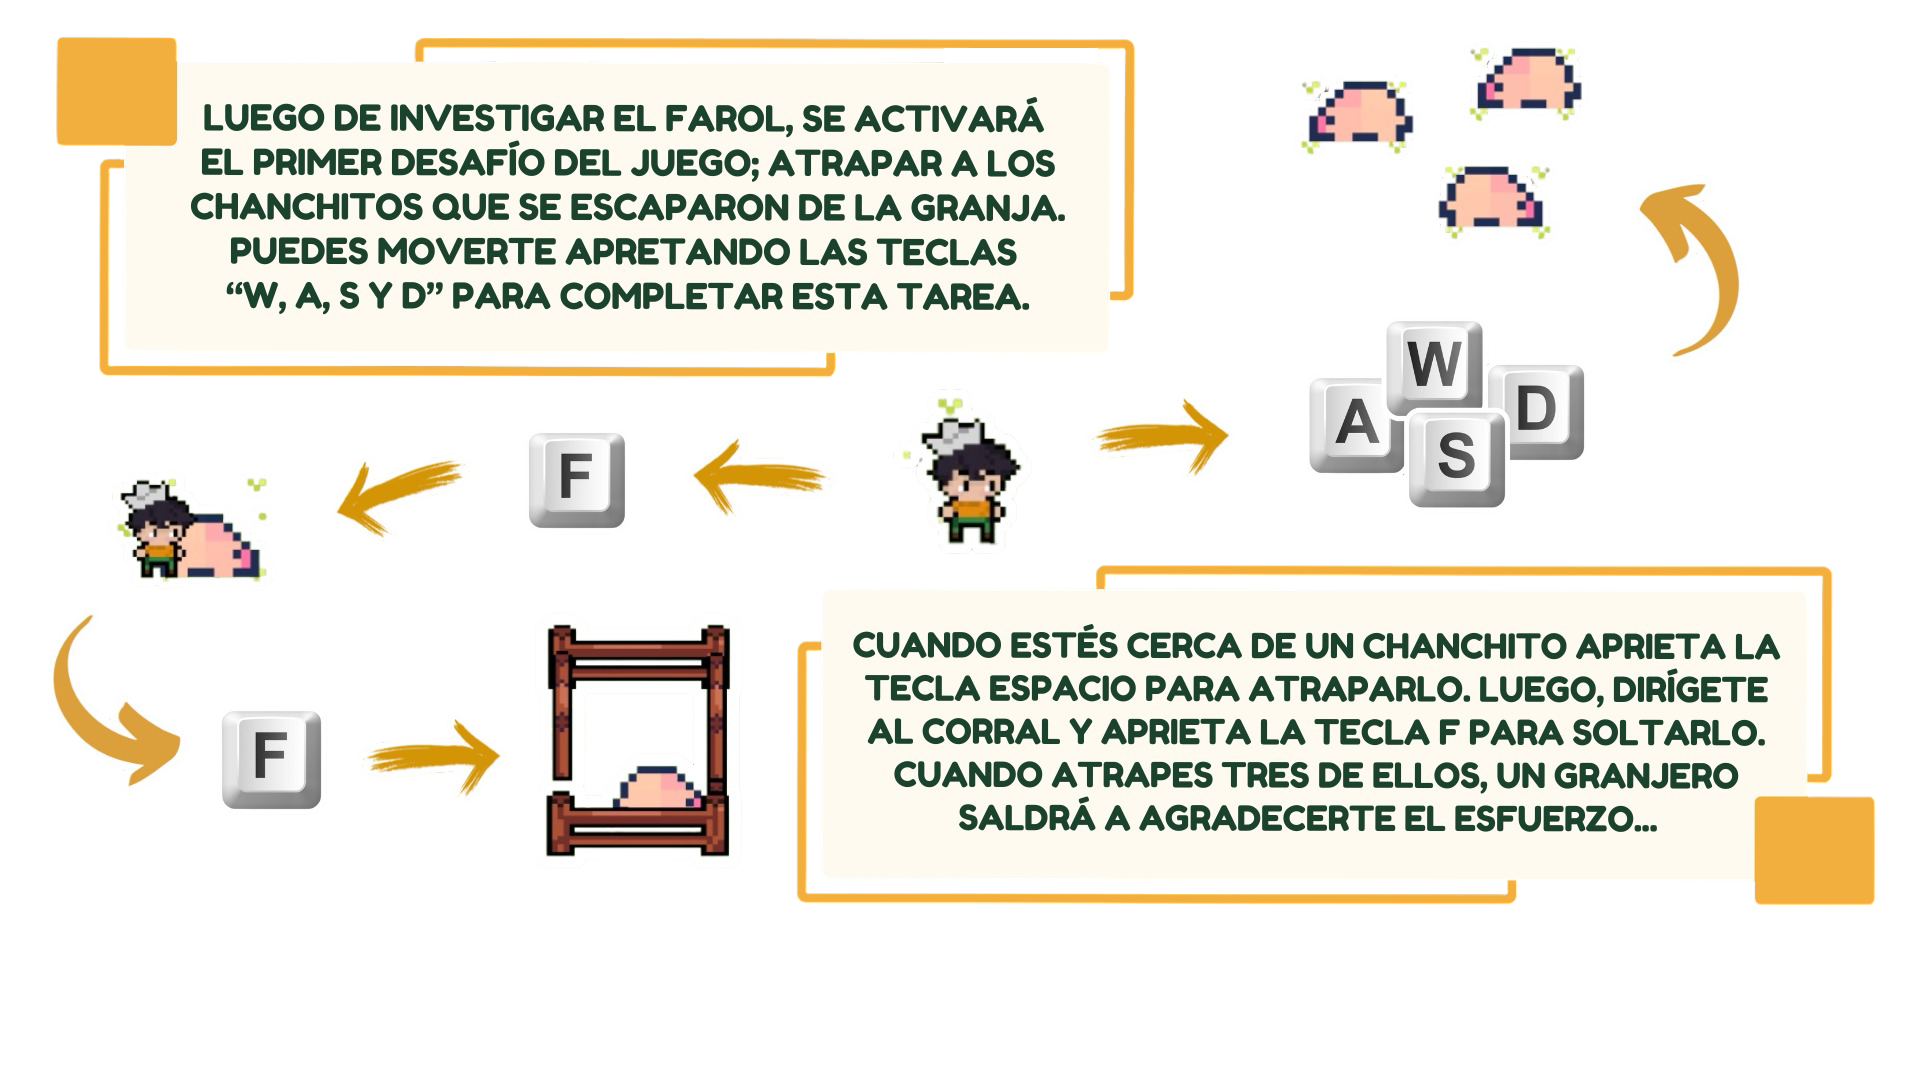 LUEGO DE INVESTIGAR EL FAROL, SE ACTIVARÁ
EL PRIMER DESAFÍO DEL JUEGO; ATRAPAR A LOS
CHANCHITOS QUE SE ESCAPARON DE LA GRANJA.
PUEDES MOVERTE APRETANDO LAS TECLAS
“W, A, S Y D” PARA COMPLETAR ESTA TAREA.
W
A
D
S
F
F
CUANDO ESTÉS CERCA DE UN CHANCHITO APRIETA LA
TECLA ESPACIO PARA ATRAPARLO. LUEGO, DIRÍGETE
AL CORRAL Y APRIETA LA TECLA F PARA SOLTARLO.
CUANDO ATRAPES TRES DE ELLOS, UN GRANJERO
SALDRÁ A AGRADECERTE EL ESFUERZO...